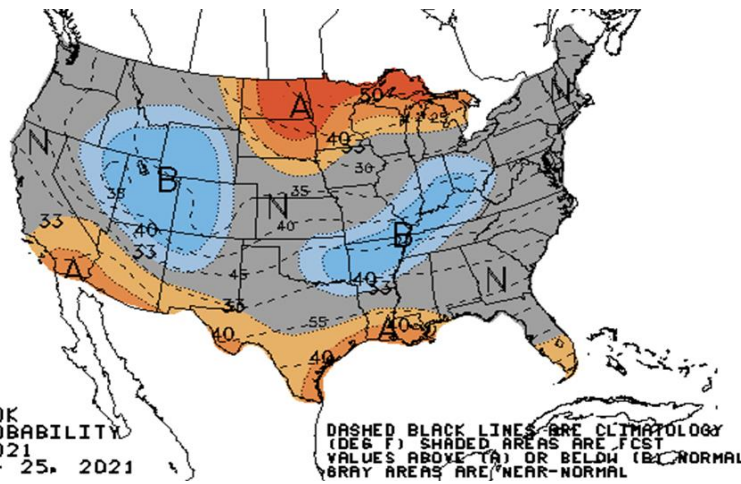 A
50
N
40
33
25
N
30
B
35
35
N
40
B
33
40
33
45
A
40
33
N
33
55
40
A
40
40
DASHED BLACK LINES ARE CLIMATOLOGY
(DEG F) SHADED AREAS ARE FCST
VALUES ABOVE (A) OR BELOW (B) NORMAL
GRAY AREAS ARE NEAR-NORMAL
OK
OBABILITY
021
25, 2021